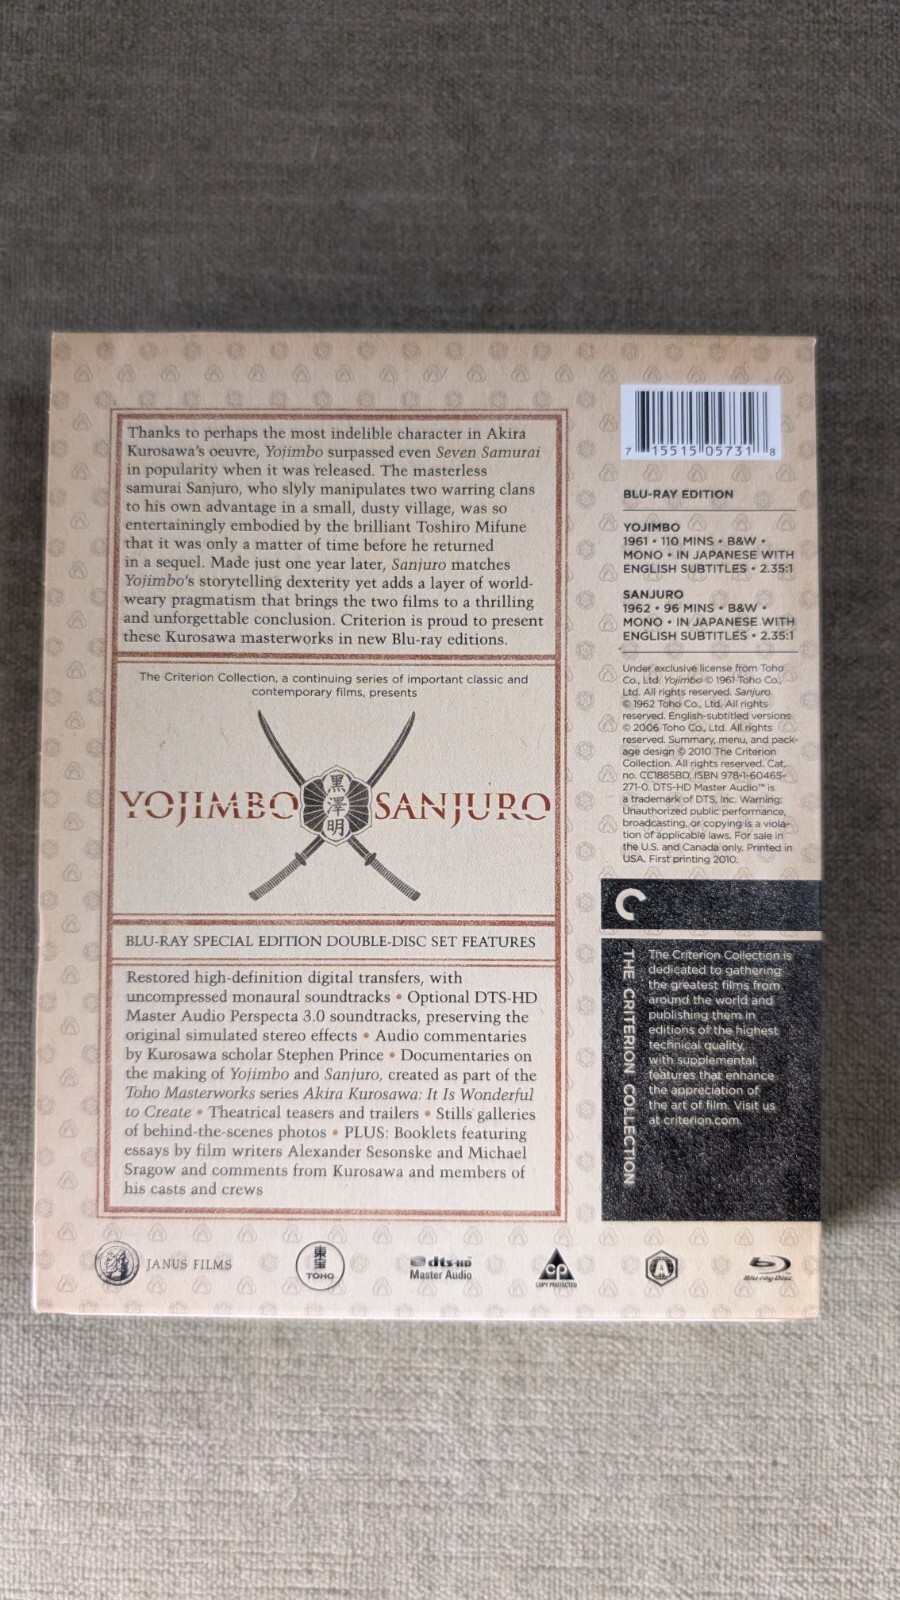 Thanks to perhaps the most indelible character in Akira
Kurosawa's oeuvre, Yojimbo surpassed even Seven Samurai
in popularity when it was released. The masterless
samurai Sanjuro, who slyly manipulates two warring clans
to his own advantage in a small, dusty village, was so
entertainingly embodied by the brilliant Toshiro Mifune
that it was only a matter of time before he returned
in a sequel. Made just one year later, Sanjuro matches
Yojimbo's storytelling dexterity yet adds a layer of world-
weary pragmatism that brings the two films to a thrilling
and unforgettable conclusion. Criterion is proud to present
these Kurosawa masterworks in new Blu-ray editions.
The Criterion Collection, a continuing series of important classic and
contemporary films, presents
YOJIMBO 黒澤明 SANJURO
BLU-RAY SPECIAL EDITION DOUBLE-DISC SET FEATURES
Restored high-definition digital transfers, with
uncompressed monaural soundtracks • Optional DTS-HD
Master Audio Perspecta 3.0 soundtracks, preserving the
original simulated stereo effects • Audio commentaries
by Kurosawa scholar Stephen Prince • Documentaries on
the making of Yojimbo and Sanjuro, created as part of the
Toho Masterworks series Akira Kurosawa: It Is Wonderful
to Create • Theatrical teasers and trailers • Stills galleries
of behind-the-scenes photos • PLUS: Booklets featuring
essays by film writers Alexander Sesonske and Michael
Sragow and comments from Kurosawa and members of
his casts and crews
7 15515 05731 8
BLU-RAY EDITION
YOJIMBO
1961 • 110 MINS • B&W •
MONO • IN JAPANESE WITH
ENGLISH SUBTITLES • 2.35:1
SANJURO
1962 • 96 MINS • B&W •
MONO • IN JAPANESE WITH
ENGLISH SUBTITLES • 2.35:1
Under exclusive license from Toho
Co., Ltd. Yojimbo © 1961 Toho Co.,
Ltd. All rights reserved. Sanjuro
© 1962 Toho Co., Ltd. All rights
reserved. English-subtitled versions
© 2006 Toho Co., Ltd. All rights
reserved. Summary, menu, and pack-
age design © 2010 The Criterion
Collection. All rights reserved. Cat.
no. CC1885BD. ISBN 978-1-60465-
271-0. DTS-HD Master Audio™ is
a trademark of DTS, Inc. Warning:
Unauthorized public performance,
broadcasting, or copying is a viola-
tion of applicable laws. For sale in
the U.S. and Canada only. Printed in
USA. First printing 2010.
THE CRITERION COLLECTION
The Criterion Collection is
dedicated to gathering
the greatest films from
around the world and
publishing them in
editions of the highest
technical quality,
with supplemental
features that enhance
the appreciation of
the art of film. Visit us
at criterion.com.
JANUS FILMS
東宝
TOHO
dts-HD
Master Audio
CP
COPY PROTECTED
A
Blu-ray Disc